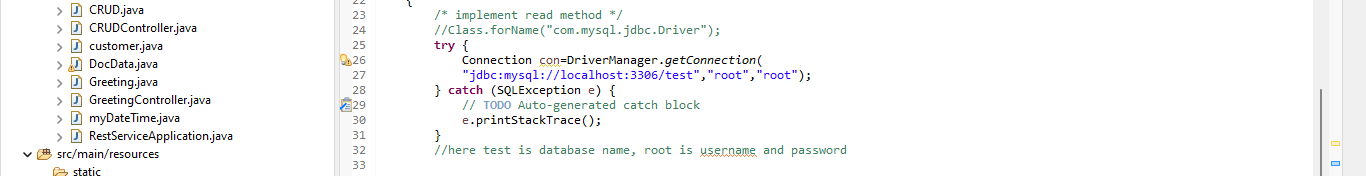 CRUD.java
CRUDController.java
customer.java
DocData.java
Greeting.java
GreetingController.java
myDateTime.java
RestServiceApplication.java
src/main/resources
static
22 {
23 /* implement read method */
24 //Class.forName("com.mysql.jdbc.Driver");
25 try {
26 Connection con=DriverManager.getConnection(
27 "jdbc:mysql://localhost:3306/test","root","root");
28 } catch (SQLException e) {
29 // TODO Auto-generated catch block
30 e.printStackTrace();
31 }
32 //here test is database name, root is username and password
33